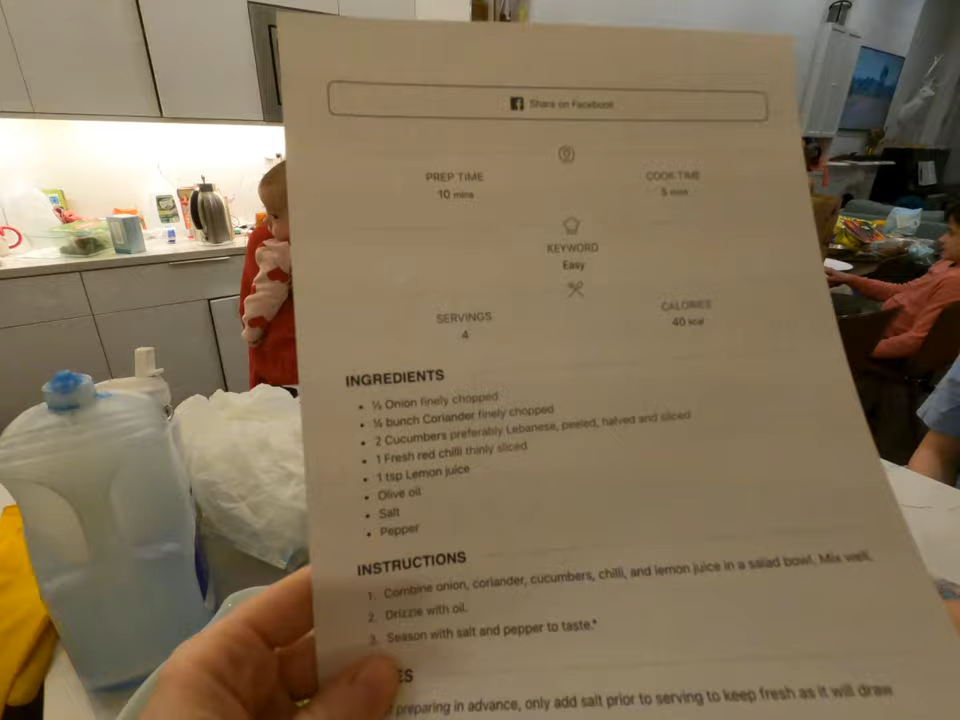 Share on Facebook
PREP TIME
10 mins
COOK TIME
5 mins
KEYWORD
Easy
SERVINGS
4
CALORIES
40 kcal
INGREDIENTS
• ½ Onion finely chopped
• ½ bunch Coriander finely chopped
• 2 Cucumbers preferably Lebanese, peeled, halved and sliced
• 1 Fresh red chilli thinly sliced
• 1 tsp Lemon juice
• Olive oil
• Salt
• Pepper
INSTRUCTIONS
1. Combine onion, coriander, cucumbers, chilli, and lemon juice in a salad bowl. Mix well.
2. Drizzle with oil.
3. Season with salt and pepper to taste.*
ES
preparing in advance, only add salt prior to serving to keep fresh as it will draw